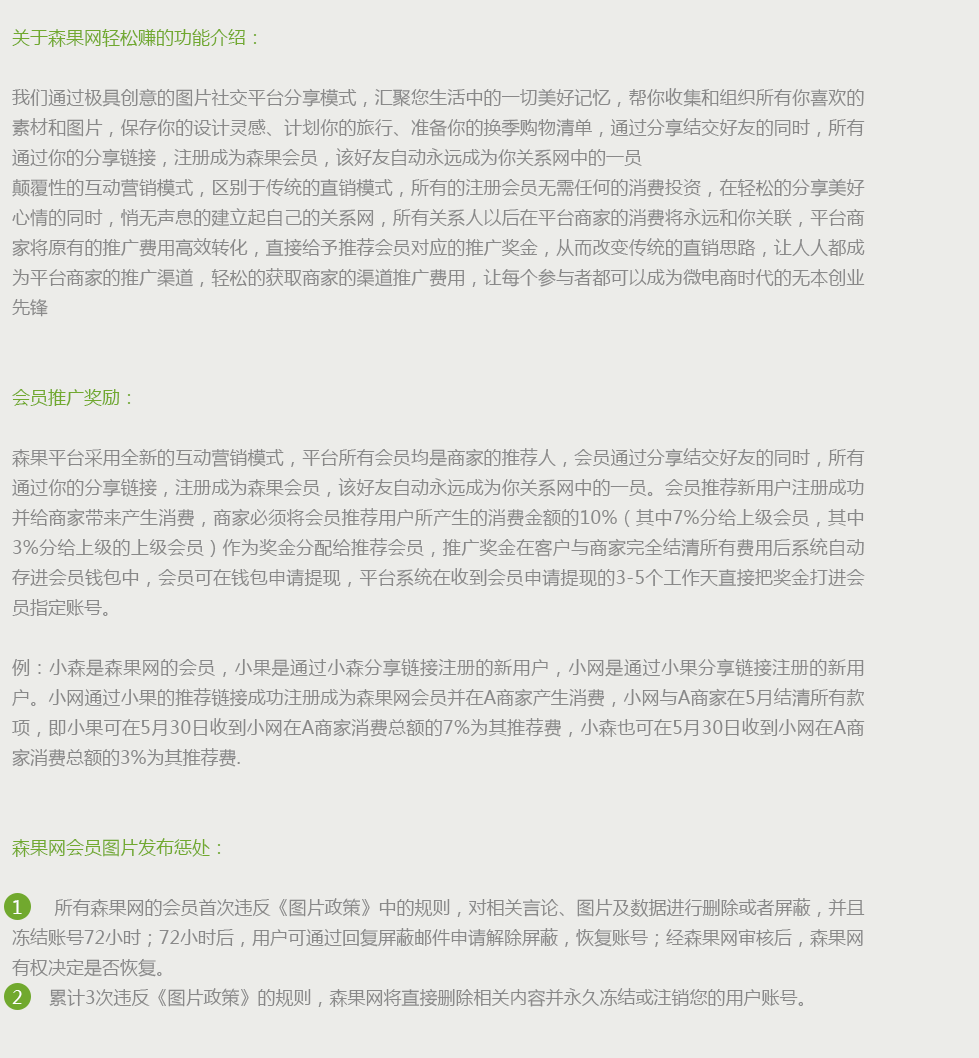 关于森果网轻松赚的功能介绍：
我们通过极具创意的图片社交平台分享模式，汇聚您生活中的一切美好记忆，帮你收集和组织所有你喜欢的
素材和图片，保存你的设计灵感、计划你的旅行、准备你的换季购物清单，通过分享结交好友的同时，所有
通过你的分享链接，注册成为森果会员，该好友自动永远成为你关系网中的一员
颠覆性的互动营销模式，区别于传统的直销模式，所有的注册会员无需任何的消费投资，在轻松的分享美好
心情的同时，悄无声息的建立起自己的关系网，所有关系人以后在平台商家的消费将永远和你关联，平台商
家将原有的推广费用高效转化，直接给予推荐会员对应的推广奖金，从而改变传统的直销思路，让人人都成
为平台商家的推广渠道，轻松的获取商家的渠道推广费用，让每个参与者都可以成为微电商时代的无本创业
先锋
会员推广奖励：
森果平台采用全新的互动营销模式，平台所有会员均是商家的推荐人，会员通过分享结交好友的同时，所有
通过你的分享链接，注册成为森果会员，该好友自动永远成为你关系网中的一员。会员推荐新用户注册成功
并给商家带来产生消费，商家必须将会员推荐用户所产生的消费金额的10%（其中7%分给上级会员，其中
3%分给上级的上级会员）作为奖金分配给推荐会员，推广奖金在客户与商家完全结清所有费用后系统自动
存进会员钱包中，会员可在钱包申请提现，平台系统在收到会员申请提现的3-5个工作天直接把奖金打进会
员指定账号。
例：小森是森果网的会员，小果是通过小森分享链接注册的新用户，小网是通过小果分享链接注册的新用
户。小网通过小果的推荐链接成功注册成为森果网会员并在A商家产生消费，小网与A商家在5月结清所有款
项，即小果可在5月30日收到小网在A商家消费总额的7%为其推荐费，小森也可在5月30日收到小网在A商
家消费总额的3%为其推荐费.
森果网会员图片发布惩处：
1 所有森果网的会员首次违反《图片政策》中的规则，对相关言论、图片及数据进行删除或者屏蔽，并且
冻结账号72小时；72小时后，用户可通过回复屏蔽邮件申请解除屏蔽，恢复账号；经森果网审核后，森果网
有权决定是否恢复。
2 累计3次违反《图片政策》的规则，森果网将直接删除相关内容并永久冻结或注销您的用户账号。